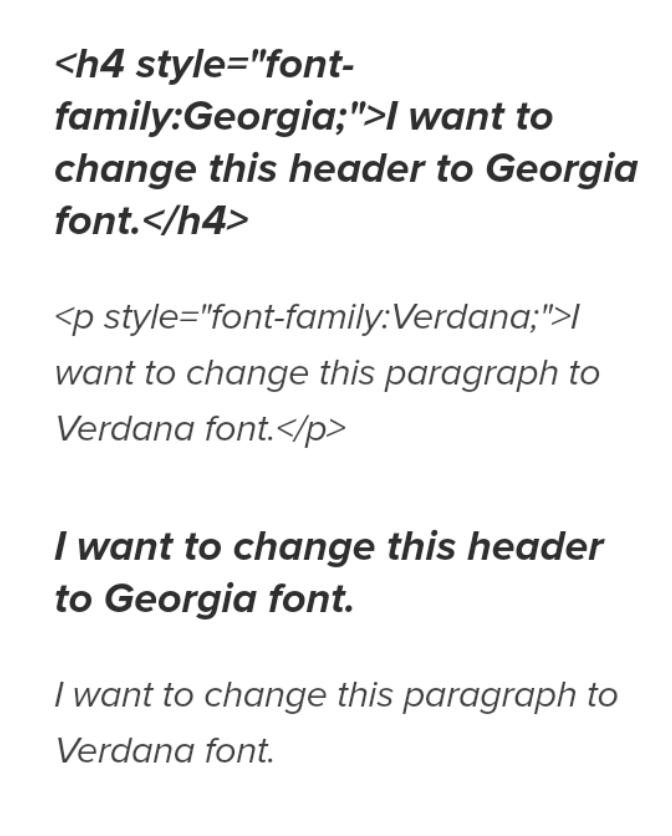 <h4 style="font-
family:Georgia;">I want to
change this header to Georgia
font.</h4>
<p style="font-family:Verdana;">I
want to change this paragraph to
Verdana font.</p>
I want to change this header
to Georgia font.
I want to change this paragraph to
Verdana font.